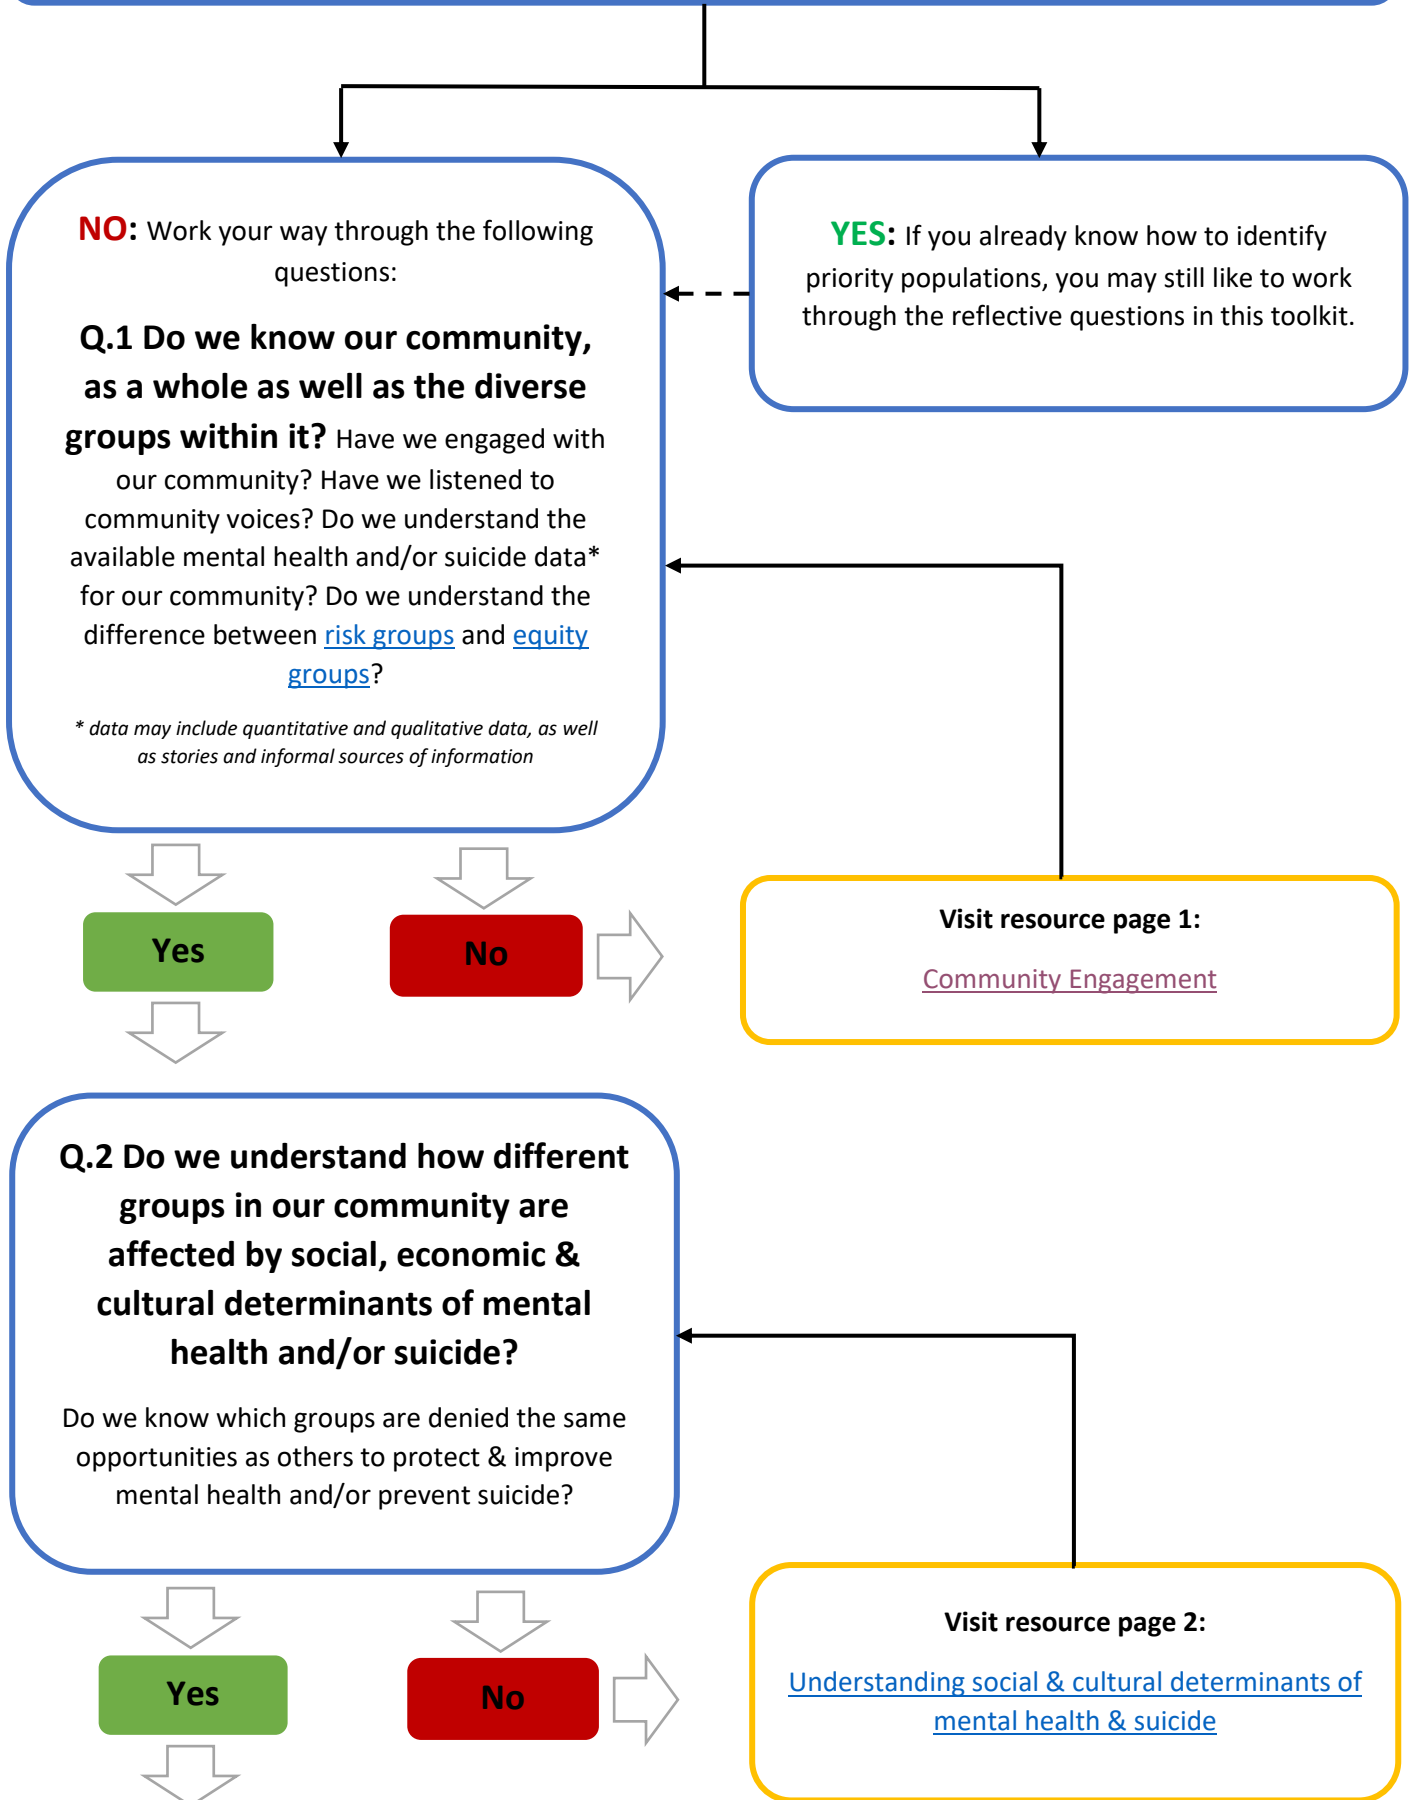 NO: Work your way through the following
questions:
Q.1 Do we know our community,
as a whole as well as the diverse
groups within it? Have we engaged with
our community? Have we listened to
community voices? Do we understand the
available mental health and/or suicide data*
for our community? Do we understand the
difference between risk groups and equity
groups?
* data may include quantitative and qualitative data, as well
as stories and informal sources of information
YES: If you already know how to identify
priority populations, you may still like to work
through the reflective questions in this toolkit.
Yes
No
Visit resource page 1:
Community Engagement
Q.2 Do we understand how different
groups in our community are
affected by social, economic &
cultural determinants of mental
health and/or suicide?
Do we know which groups are denied the same
opportunities as others to protect & improve
mental health and/or prevent suicide?
Yes
No
Visit resource page 2:
Understanding social & cultural determinants of
mental health & suicide